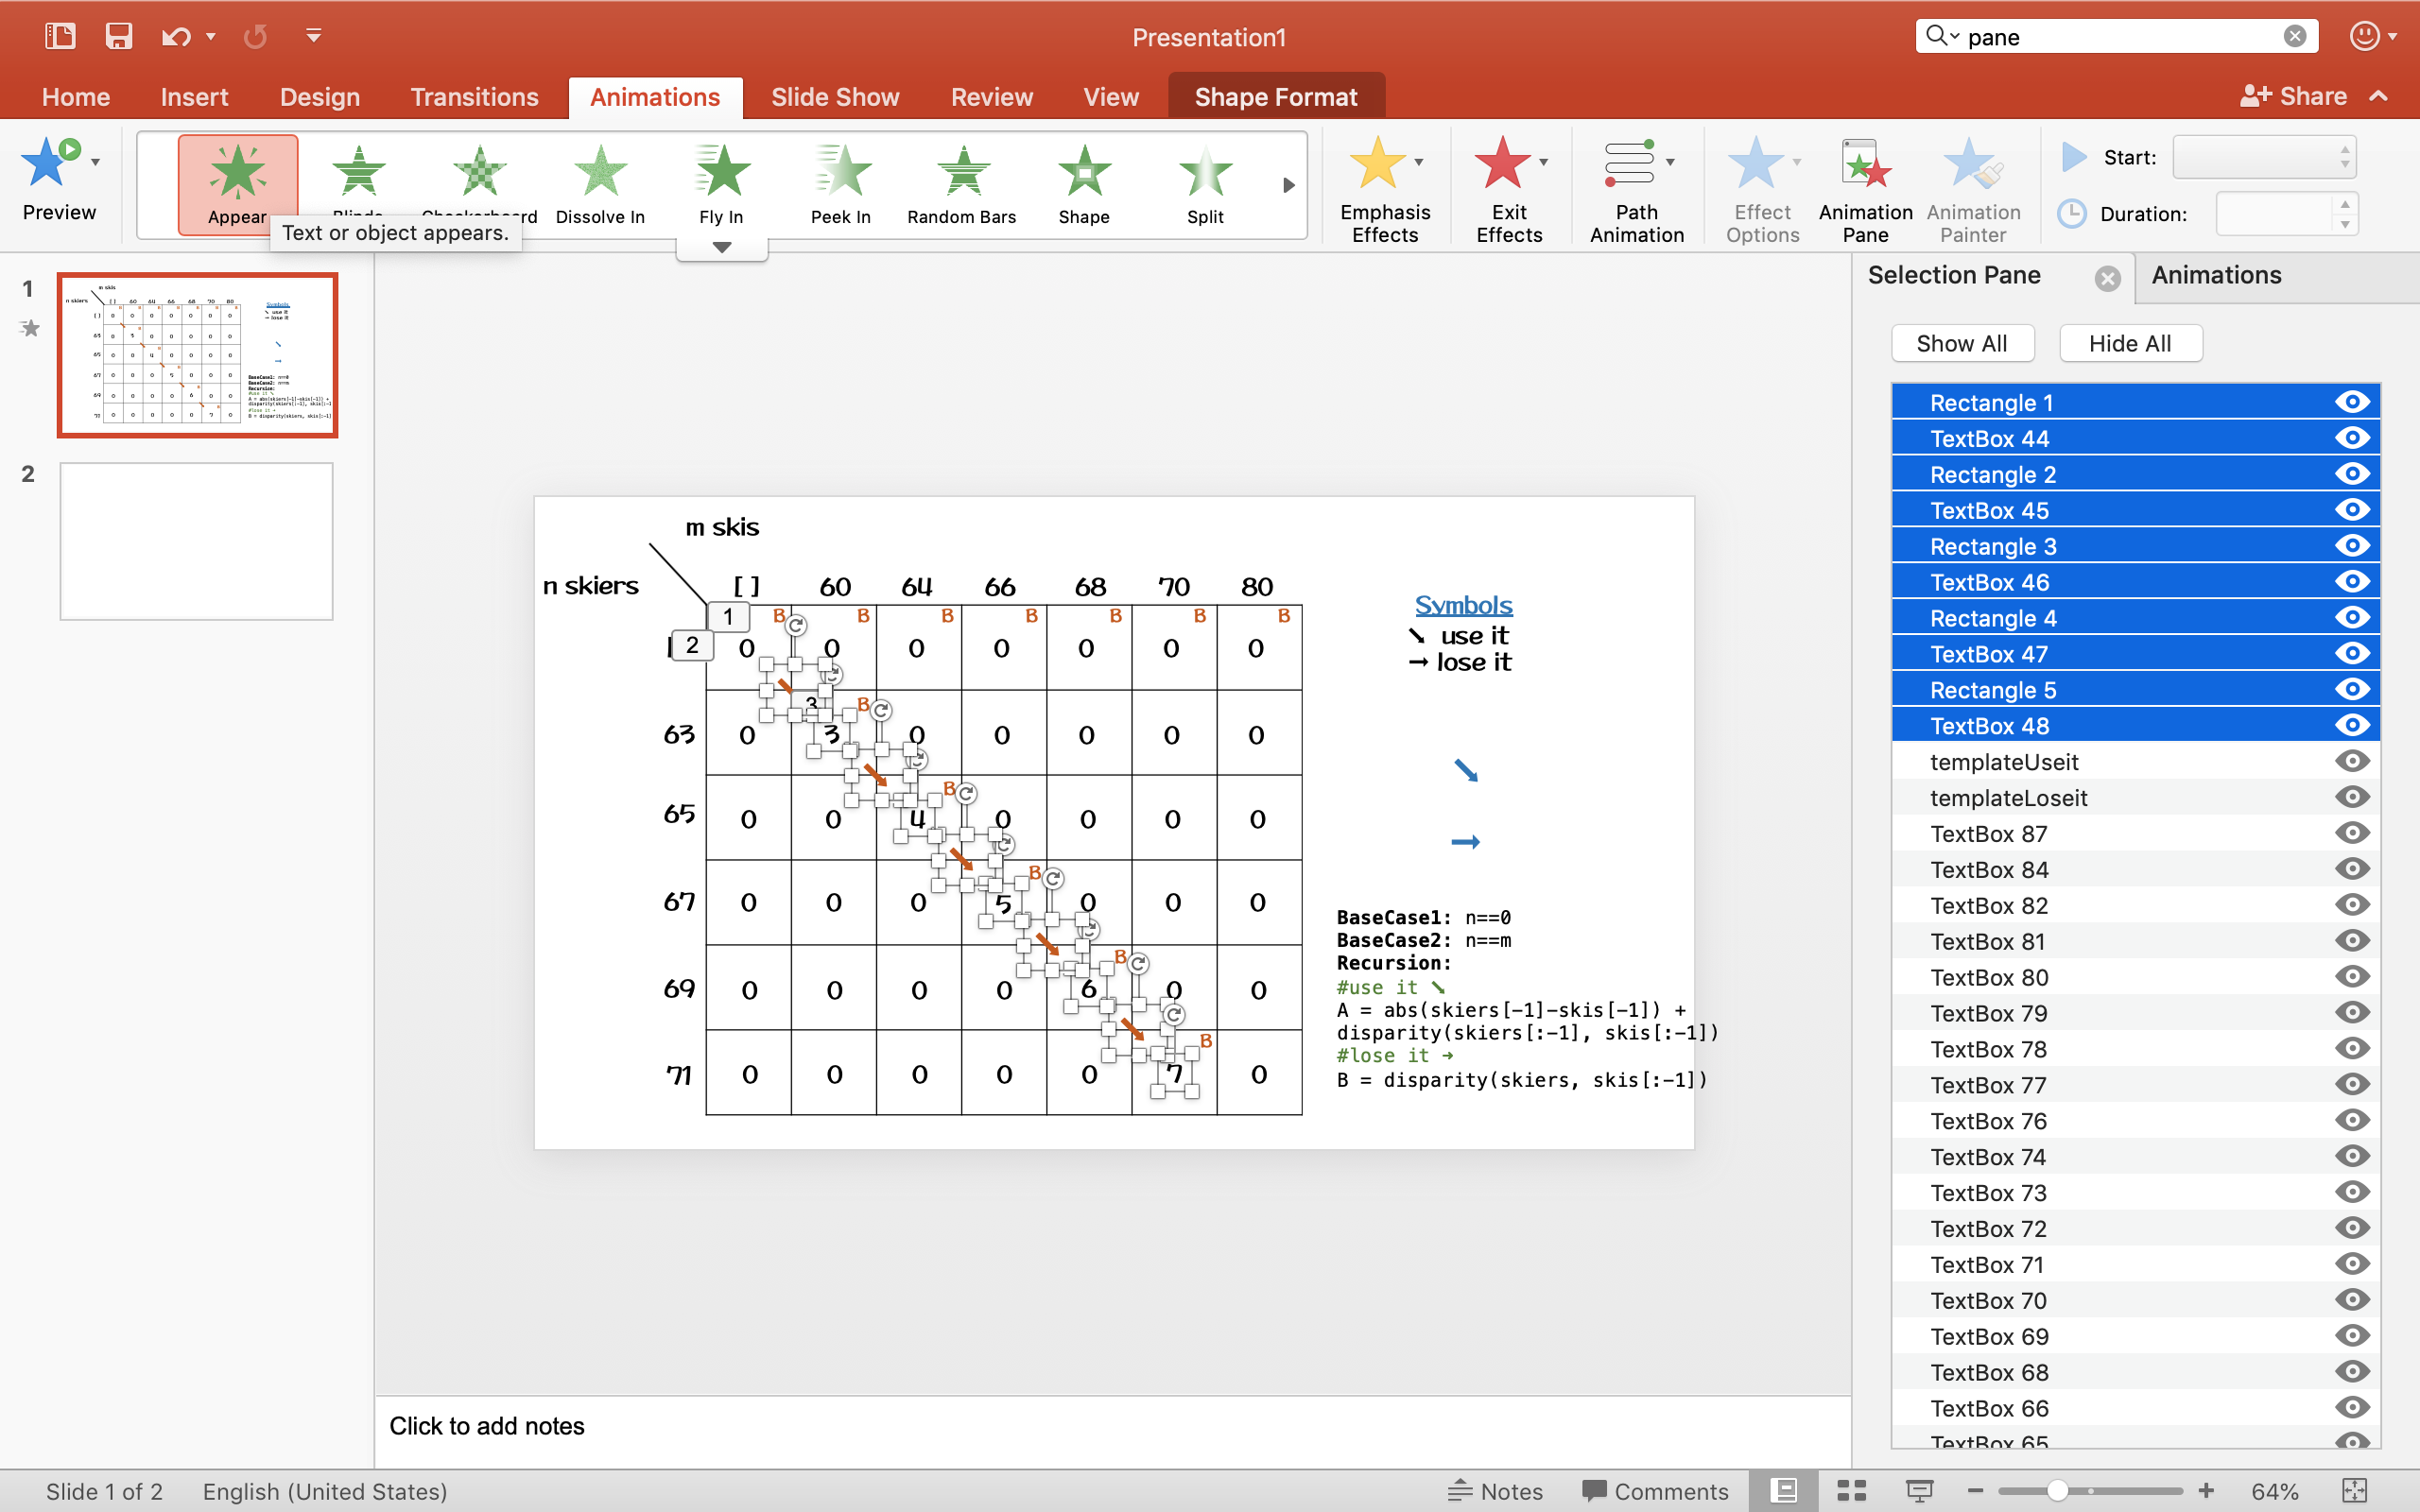 Presentation1
pane
Home Insert Design Transitions Animations Slide Show Review View Shape Format Share
Preview
Appear Blinds Checkerboard Dissolve In Fly In Peek In Random Bars Shape Split
Text or object appears.
Emphasis Effects
Exit Effects
Path Animation
Effect Options
Animation Pane
Animation Painter
Start:
Duration:
1
2
m skis
n skiers [ ] 60 64 66 68 70 80
B B B B B B B
1
2 0 0 0 0 0 0 0
3
B
63 0 3 0 0 0 0 0
B
65 0 0 4 0 0 0 0
B
67 0 0 0 5 0 0 0
B
69 0 0 0 0 6 0 0
B
71 0 0 0 0 0 7 0
Symbols
➘ use it
→ lose it
BaseCase1: n==0
BaseCase2: n==m
Recursion:
#use it ➘
A = abs(skiers[-1]-skis[-1]) +
disparity(skiers[:-1], skis[:-1])
#lose it ➝
B = disparity(skiers, skis[:-1])
Selection Pane
Animations
Show All Hide All
Rectangle 1
TextBox 44
Rectangle 2
TextBox 45
Rectangle 3
TextBox 46
Rectangle 4
TextBox 47
Rectangle 5
TextBox 48
templateUseit
templateLoseit
TextBox 87
TextBox 84
TextBox 82
TextBox 81
TextBox 80
TextBox 79
TextBox 78
TextBox 77
TextBox 76
TextBox 74
TextBox 73
TextBox 72
TextBox 71
TextBox 70
TextBox 69
TextBox 68
TextBox 66
TextBox 65
Click to add notes
Slide 1 of 2 English (United States) Notes Comments 64%